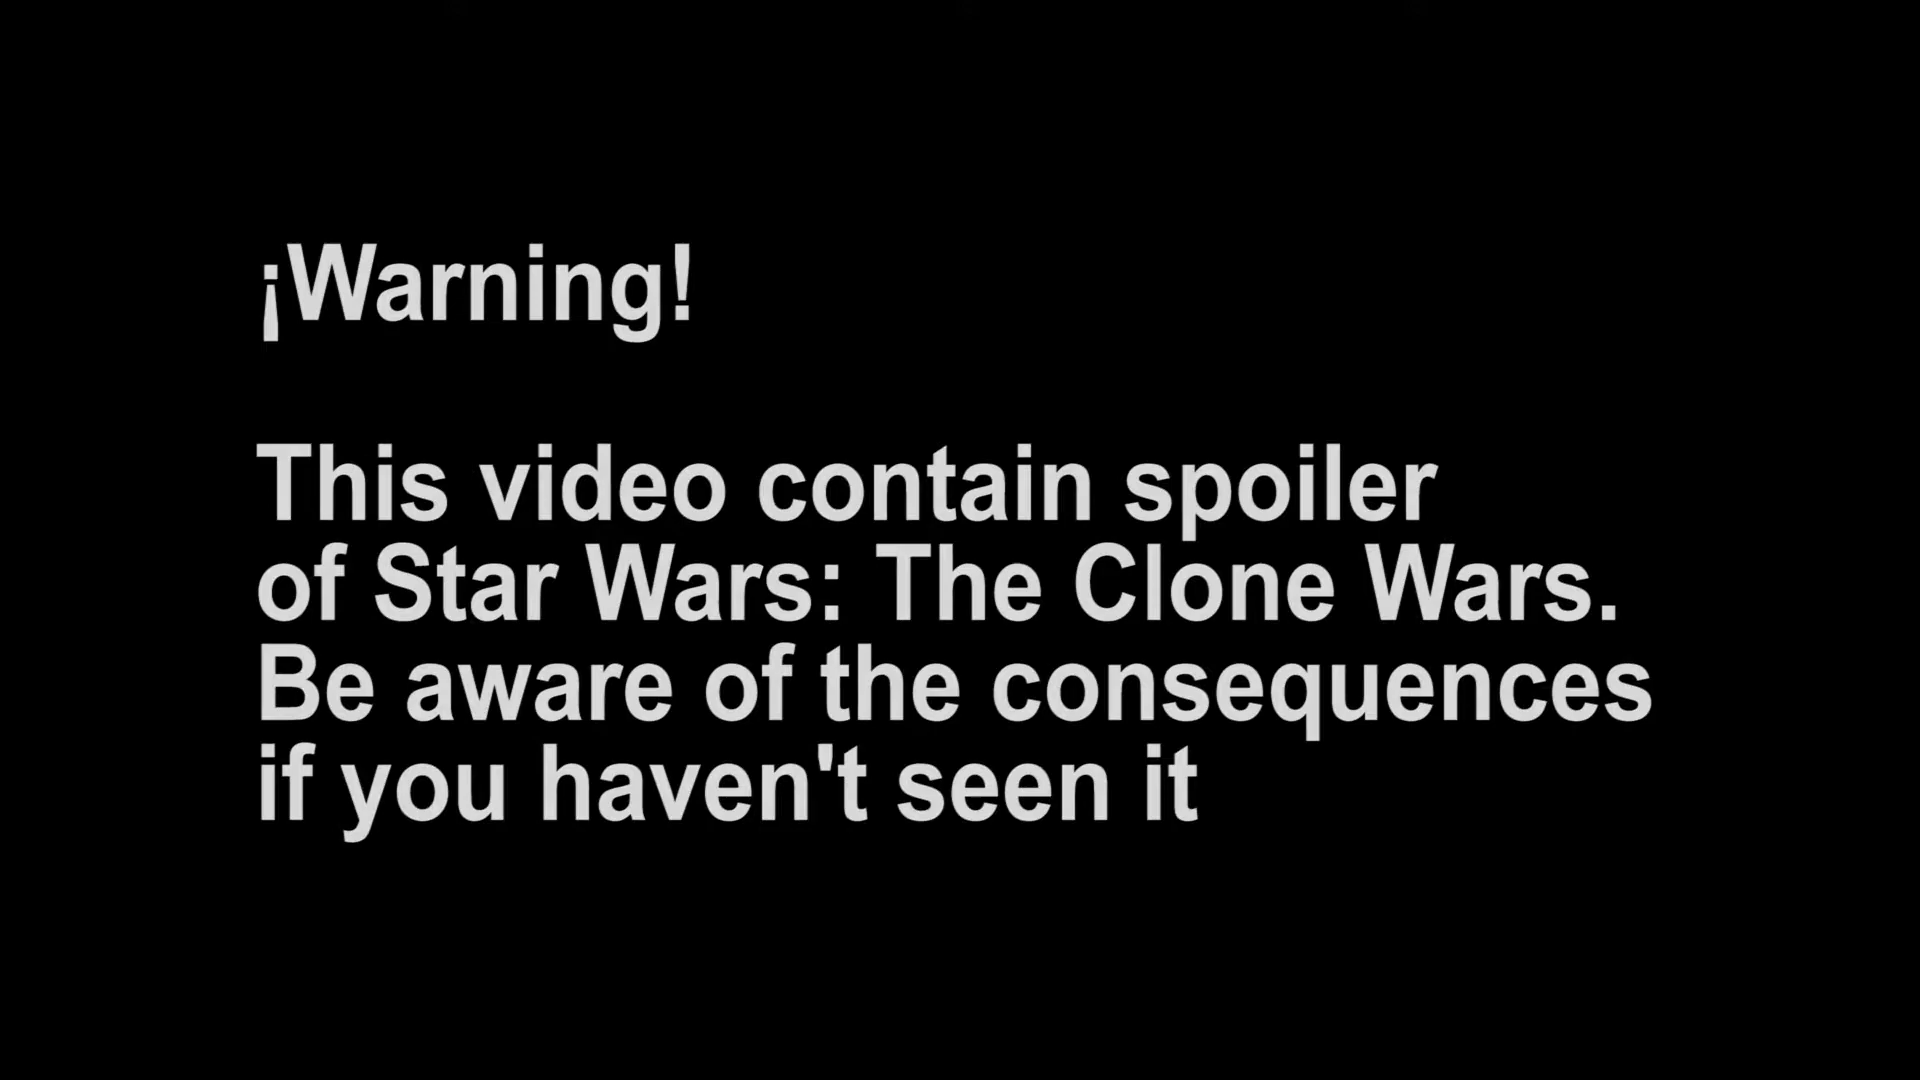 ¡Warning!
This video contain spoiler
of Star Wars: The Clone Wars.
Be aware of the consequences
if you haven't seen it